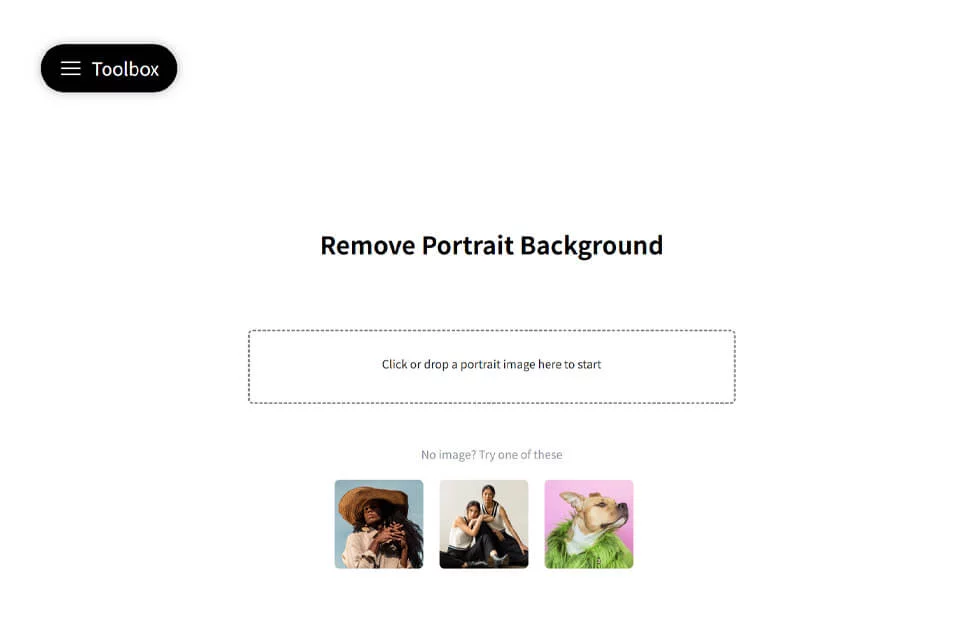 Toolbox
Remove Portrait Background
Click or drop a portrait image here to start
No image? Try one of these